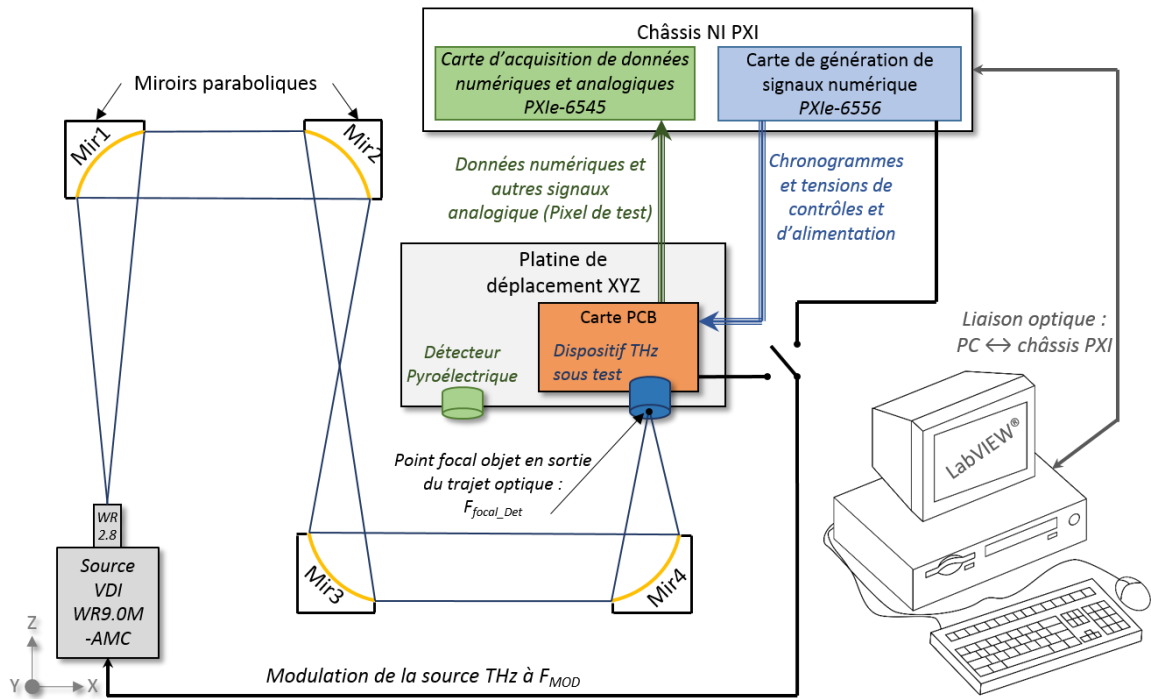 Châssis NI PXI
Carte d'acquisition de données
numériques et analogiques
PXIe-6545
Carte de génération de
signaux numérique
PXIe-6556
Miroirs paraboliques
Mir1
Mir2
Données numériques et
autres signaux
analogique (Pixel de test)
Chronogrammes
et tensions de
contrôles et
d'alimentation
Platine de
déplacement XYZ
Carte PCB
Dispositif THz
sous test
Détecteur
Pyroélectrique
Liaison optique :
PC ↔ châssis PXI
LabVIEW®
Point focal objet en sortie
du trajet optique :
Ffocal_Det
WR
2.8
Source
VDI
WR9.0M
-AMC
Mir3
Mir4
Z
Y
X
Modulation de la source THz à FMOD